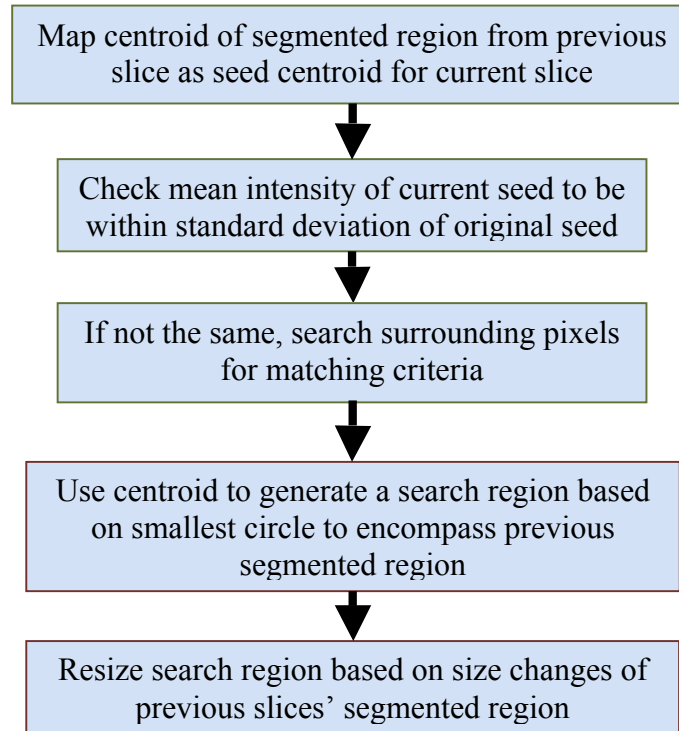 Map centroid of segmented region from previous
slice as seed centroid for current slice
Check mean intensity of current seed to be
within standard deviation of original seed
If not the same, search surrounding pixels
for matching criteria
Use centroid to generate a search region based
on smallest circle to encompass previous
segmented region
Resize search region based on size changes of
previous slices’ segmented region